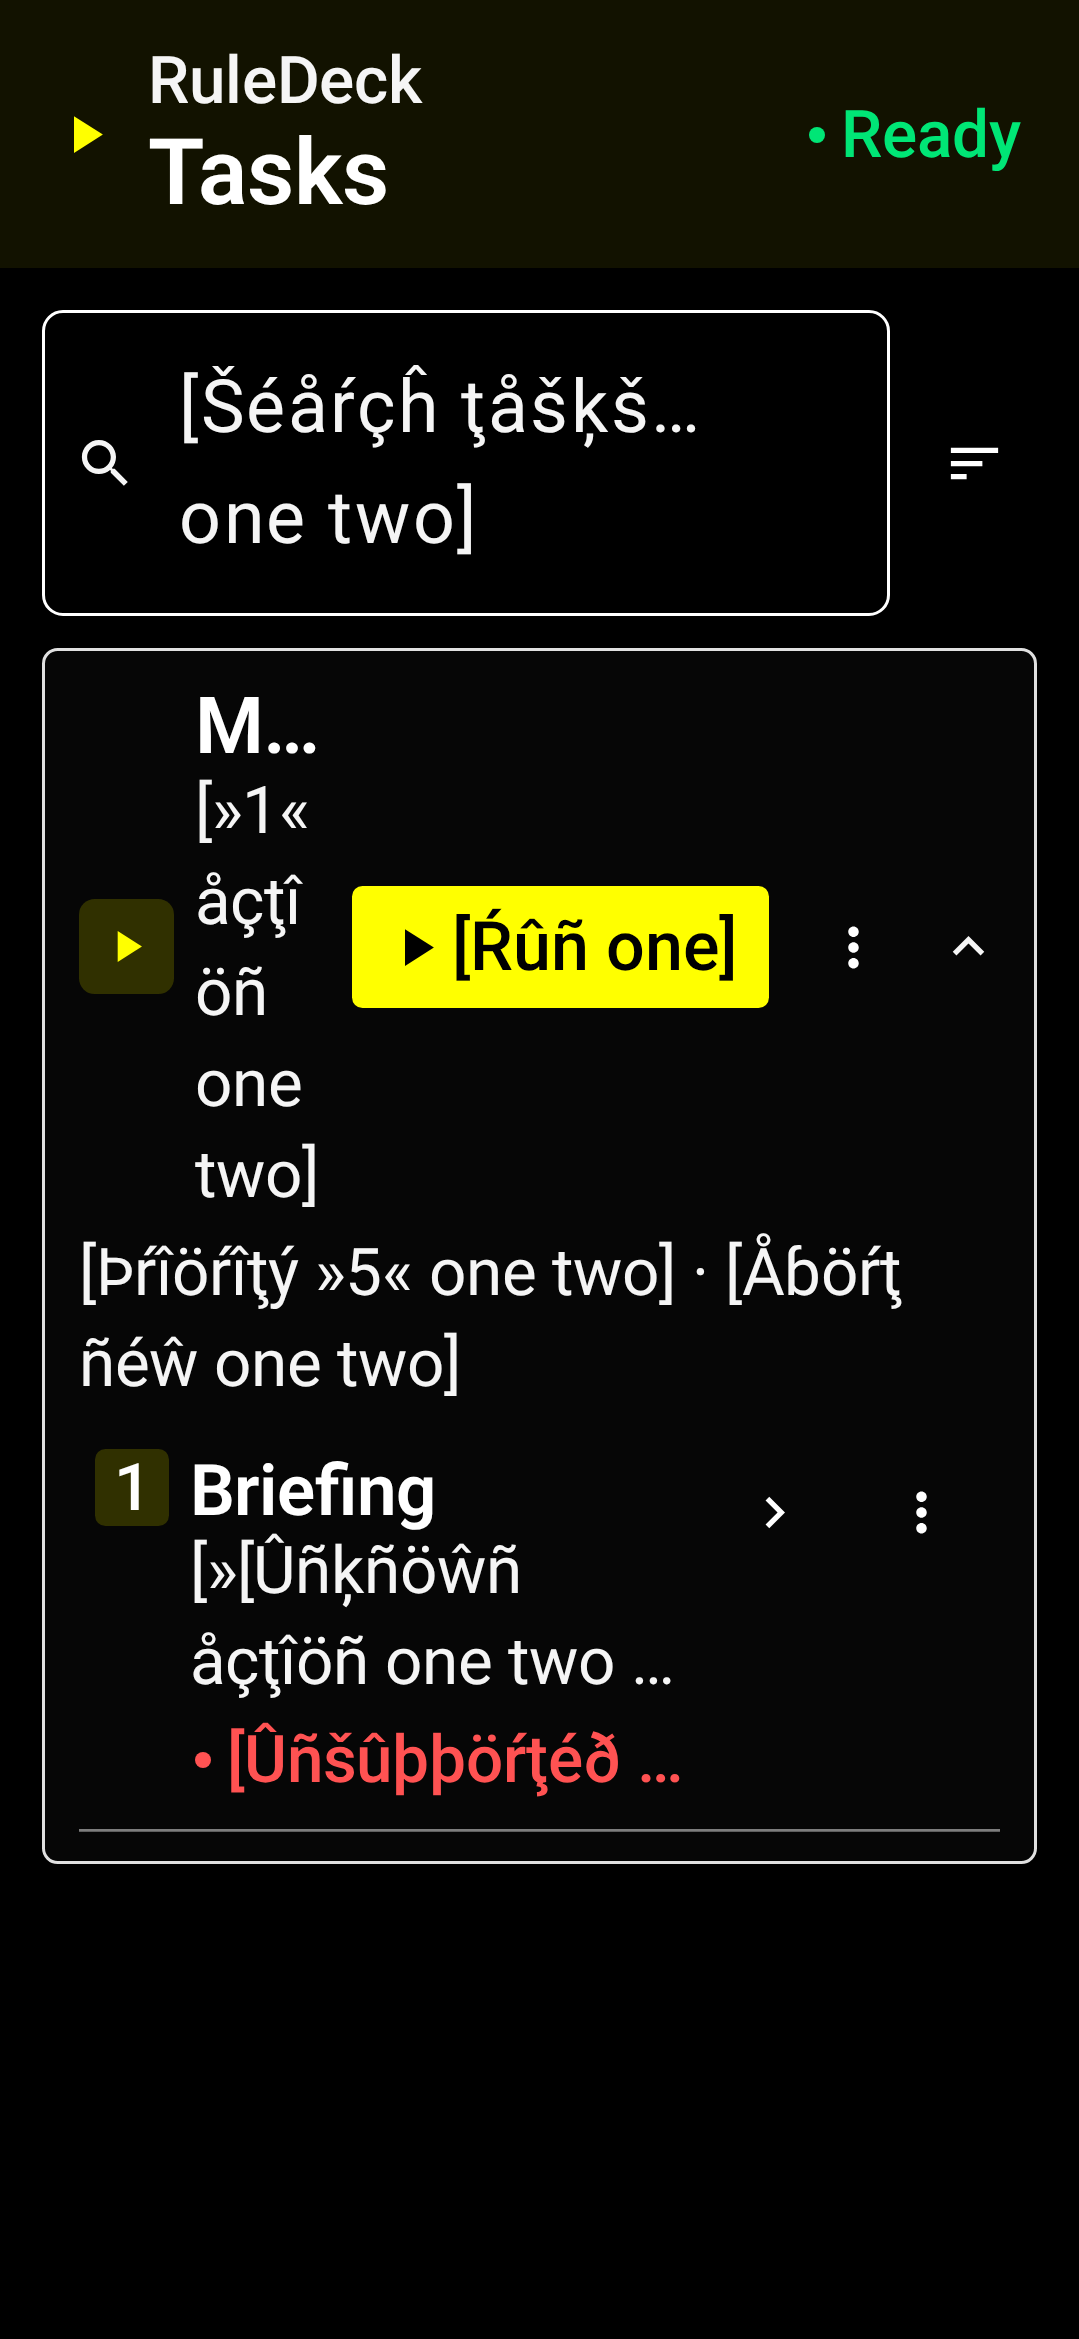 RuleDeck
Tasks
• Ready
[Šéåŕçĥ ţåšķš…
one two]
M…
[»1«
åçţî
öñ
one
two]
[Ŕûñ one]
[Þŕîöŕîţý »5« one two] · [Åɓöŕţ
ñéŵ one two]
1
Briefing
[»[Ûñķñöŵñ
åçţîöñ one two …
• [Ûñšûþþöŕţéð …